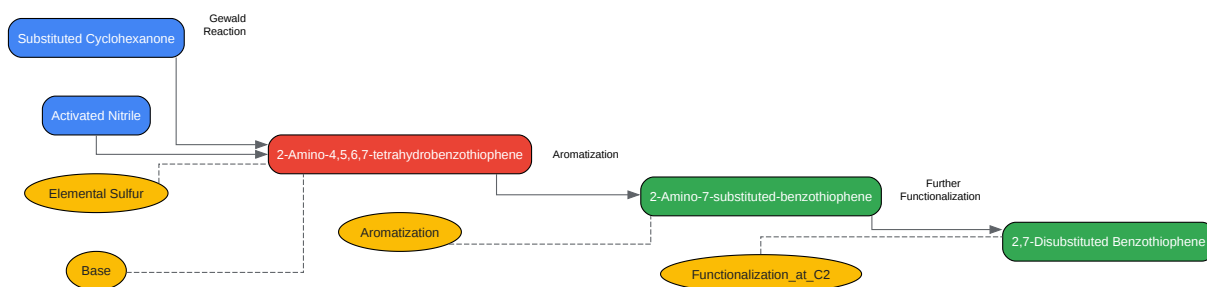 Gewald
Reaction
Substituted Cyclohexanone
Activated Nitrile
2-Amino-4,5,6,7-tetrahydrobenzothiophene
Aromatization
Elemental Sulfur
Further
Functionalization
2-Amino-7-substituted-benzothiophene
Aromatization
2,7-Disubstituted Benzothiophene
Base
Functionalization_at_C2